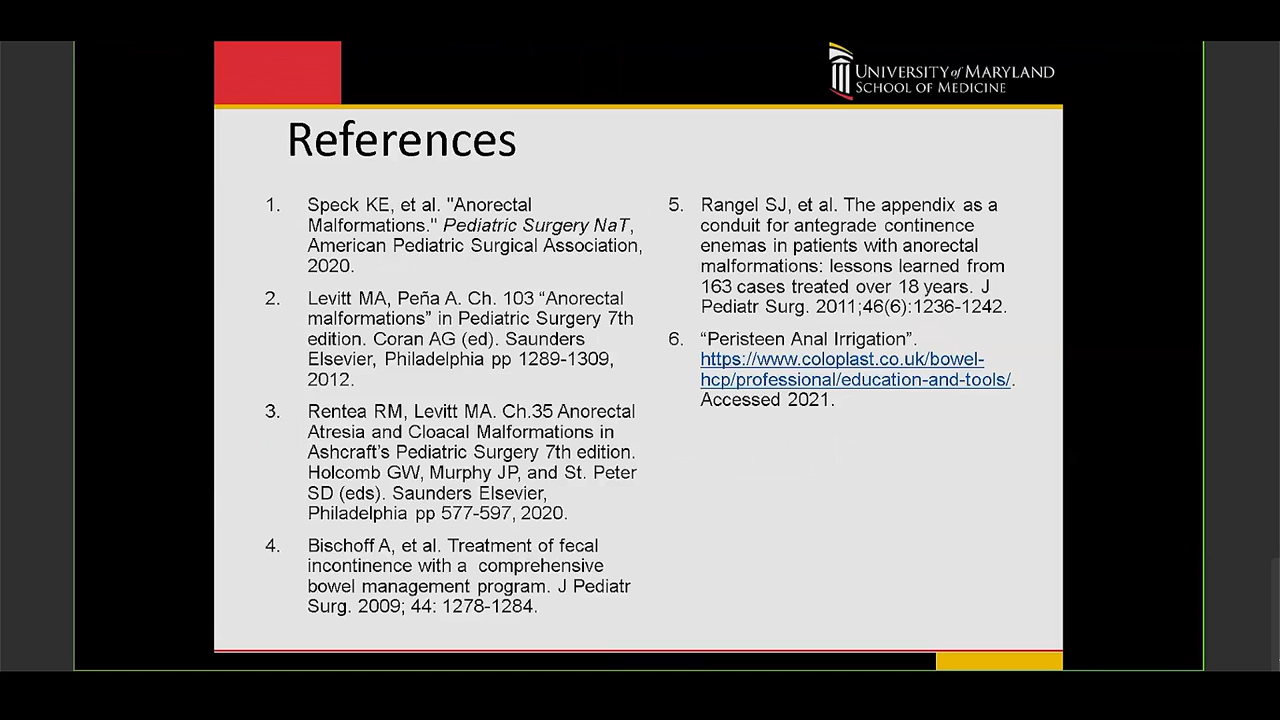 UNIVERSITY of MARYLAND
SCHOOL OF MEDICINE
References
1. Speck KE, et al. "Anorectal
Malformations." Pediatric Surgery NaT,
American Pediatric Surgical Association,
2020.
2. Levitt MA, Peña A. Ch. 103 “Anorectal
malformations” in Pediatric Surgery 7th
edition. Coran AG (ed). Saunders
Elsevier, Philadelphia pp 1289-1309,
2012.
3. Rentea RM, Levitt MA. Ch.35 Anorectal
Atresia and Cloacal Malformations in
Ashcraft’s Pediatric Surgery 7th edition.
Holcomb GW, Murphy JP, and St. Peter
SD (eds). Saunders Elsevier,
Philadelphia pp 577-597, 2020.
4. Bischoff A, et al. Treatment of fecal
incontinence with a comprehensive
bowel management program. J Pediatr
Surg. 2009; 44: 1278-1284.
5. Rangel SJ, et al. The appendix as a
conduit for antegrade continence
enemas in patients with anorectal
malformations: lessons learned from
163 cases treated over 18 years. J
Pediatr Surg. 2011;46(6):1236-1242.
6. “Peristeen Anal Irrigation”.
https://www.coloplast.co.uk/bowel-
hcp/professional/education-and-tools/.
Accessed 2021.